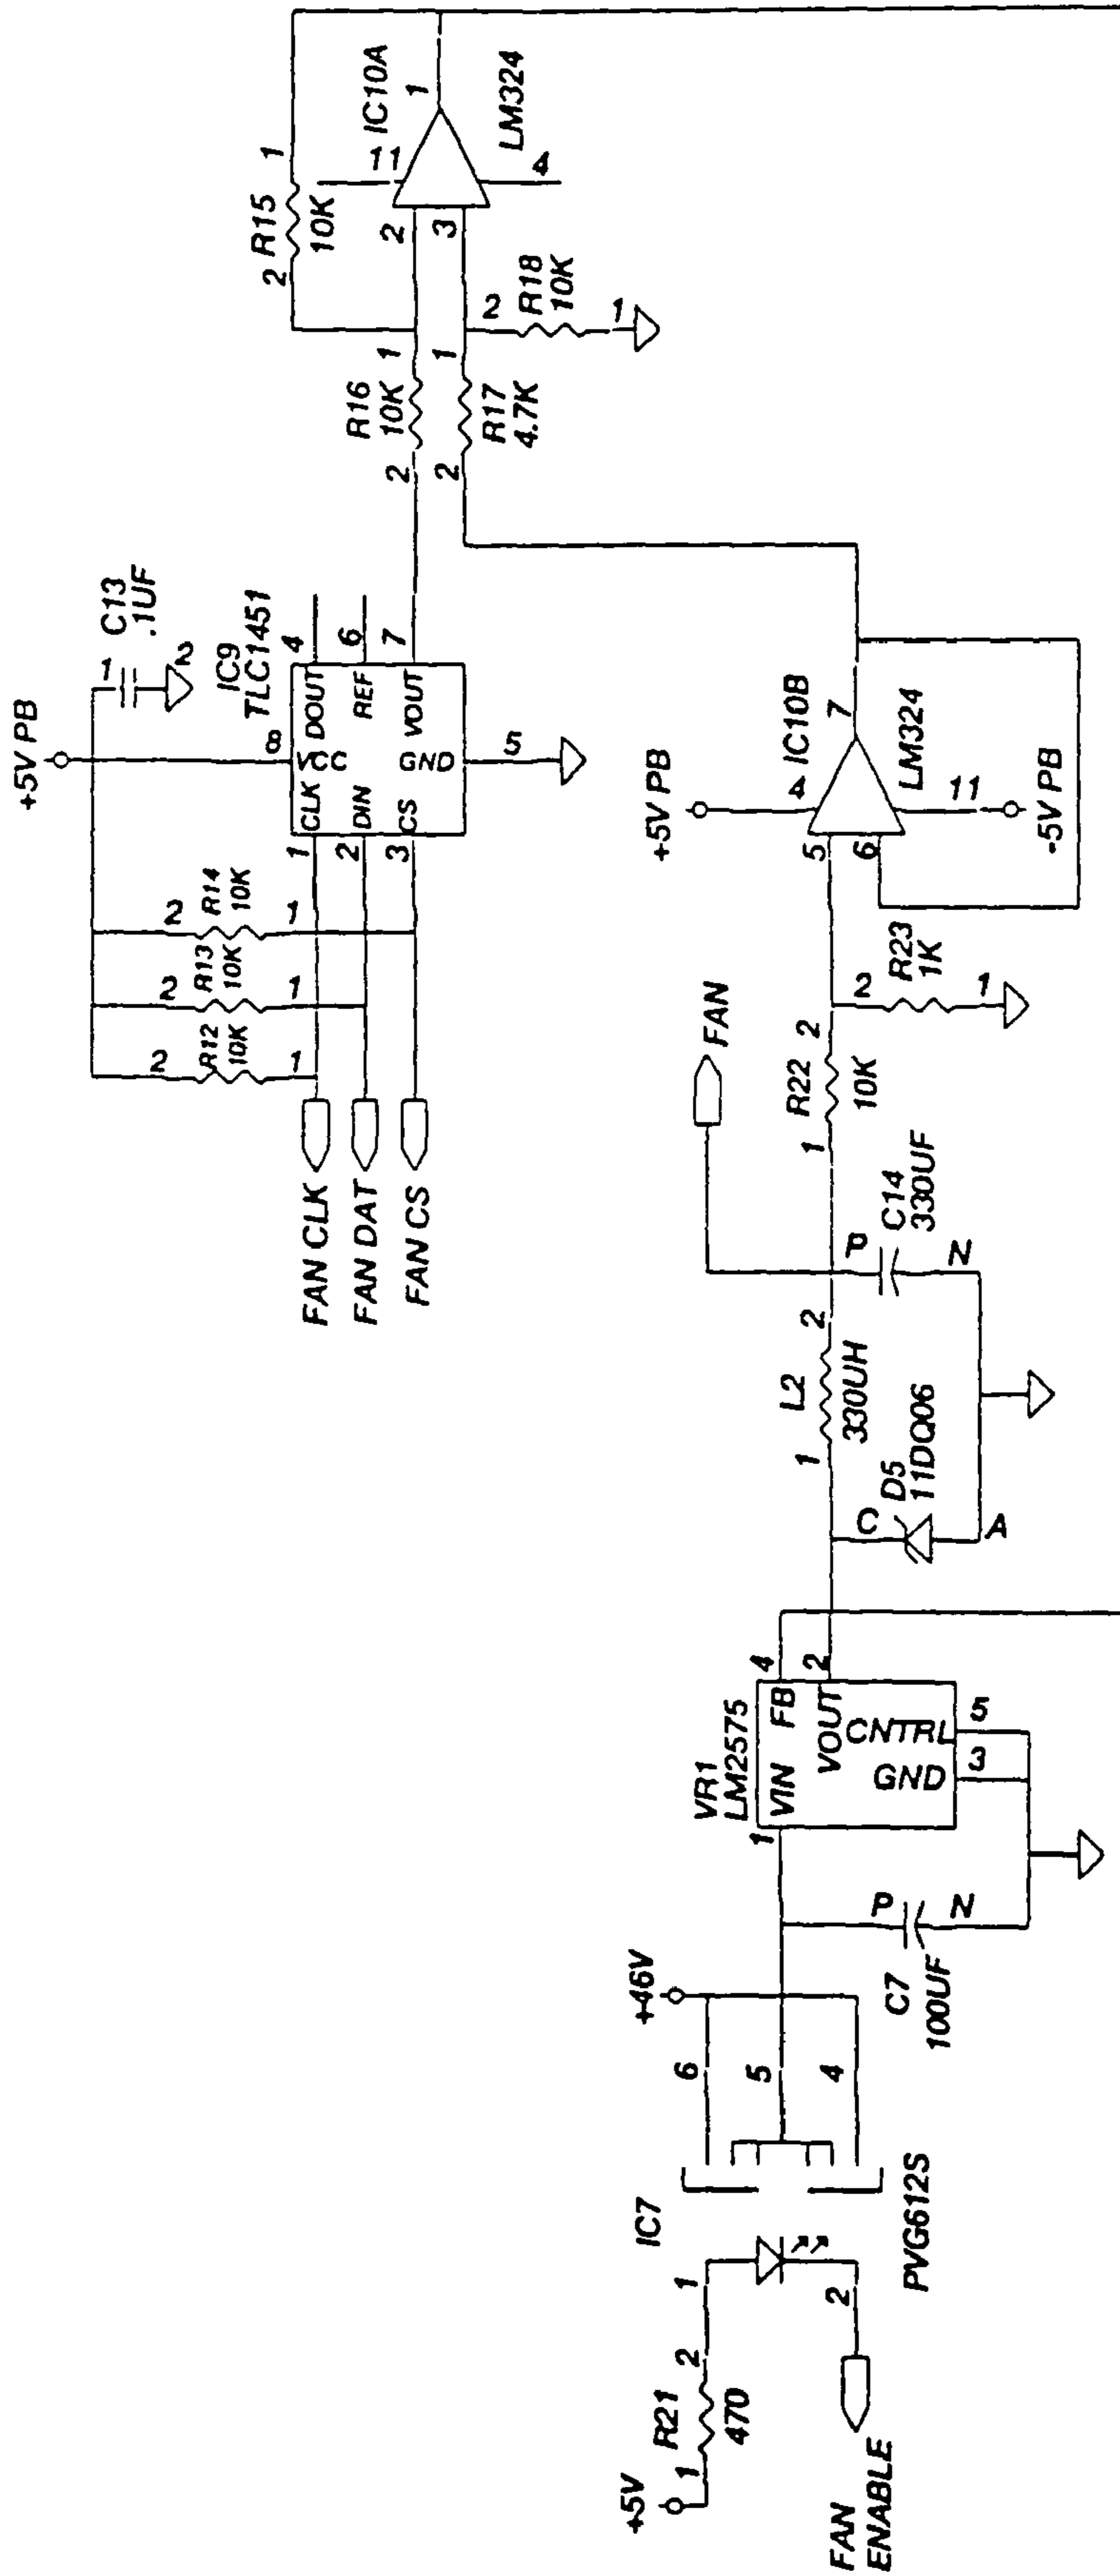 +5V PB
1
C13
.1UF
2
R12
10K
2
1
R13
10K
2
1
R14
10K
2
1
IC9
TLC1451
8
VCC
CLK
DIN
CS
DOUT
REF
VOUT
GND
1
2
3
4
6
7
5
FAN CLK
FAN DAT
FAN CS
R16
10K
2
1
R17
4.7K
2
1
R15
10K
2
1
2
R18
10K
1
2
3
11
4
1
IC10A
LM324
+5V
R21
470
1
2
1
2
FAN
ENABLE
IC7
PVG612S
6
5
4
+46V
P
N
C7
100UF
VR1
LM2575
1
VIN
FB
VOUT
CNTRL
GND
4
2
5
3
C
D5
11DQ06
A
L2
330UH
1
2
P
C14
330UF
N
FAN
R22
10K
1
2
2
R23
1K
1
+5V PB
4
IC10B
5
6
7
LM324
11
-5V PB